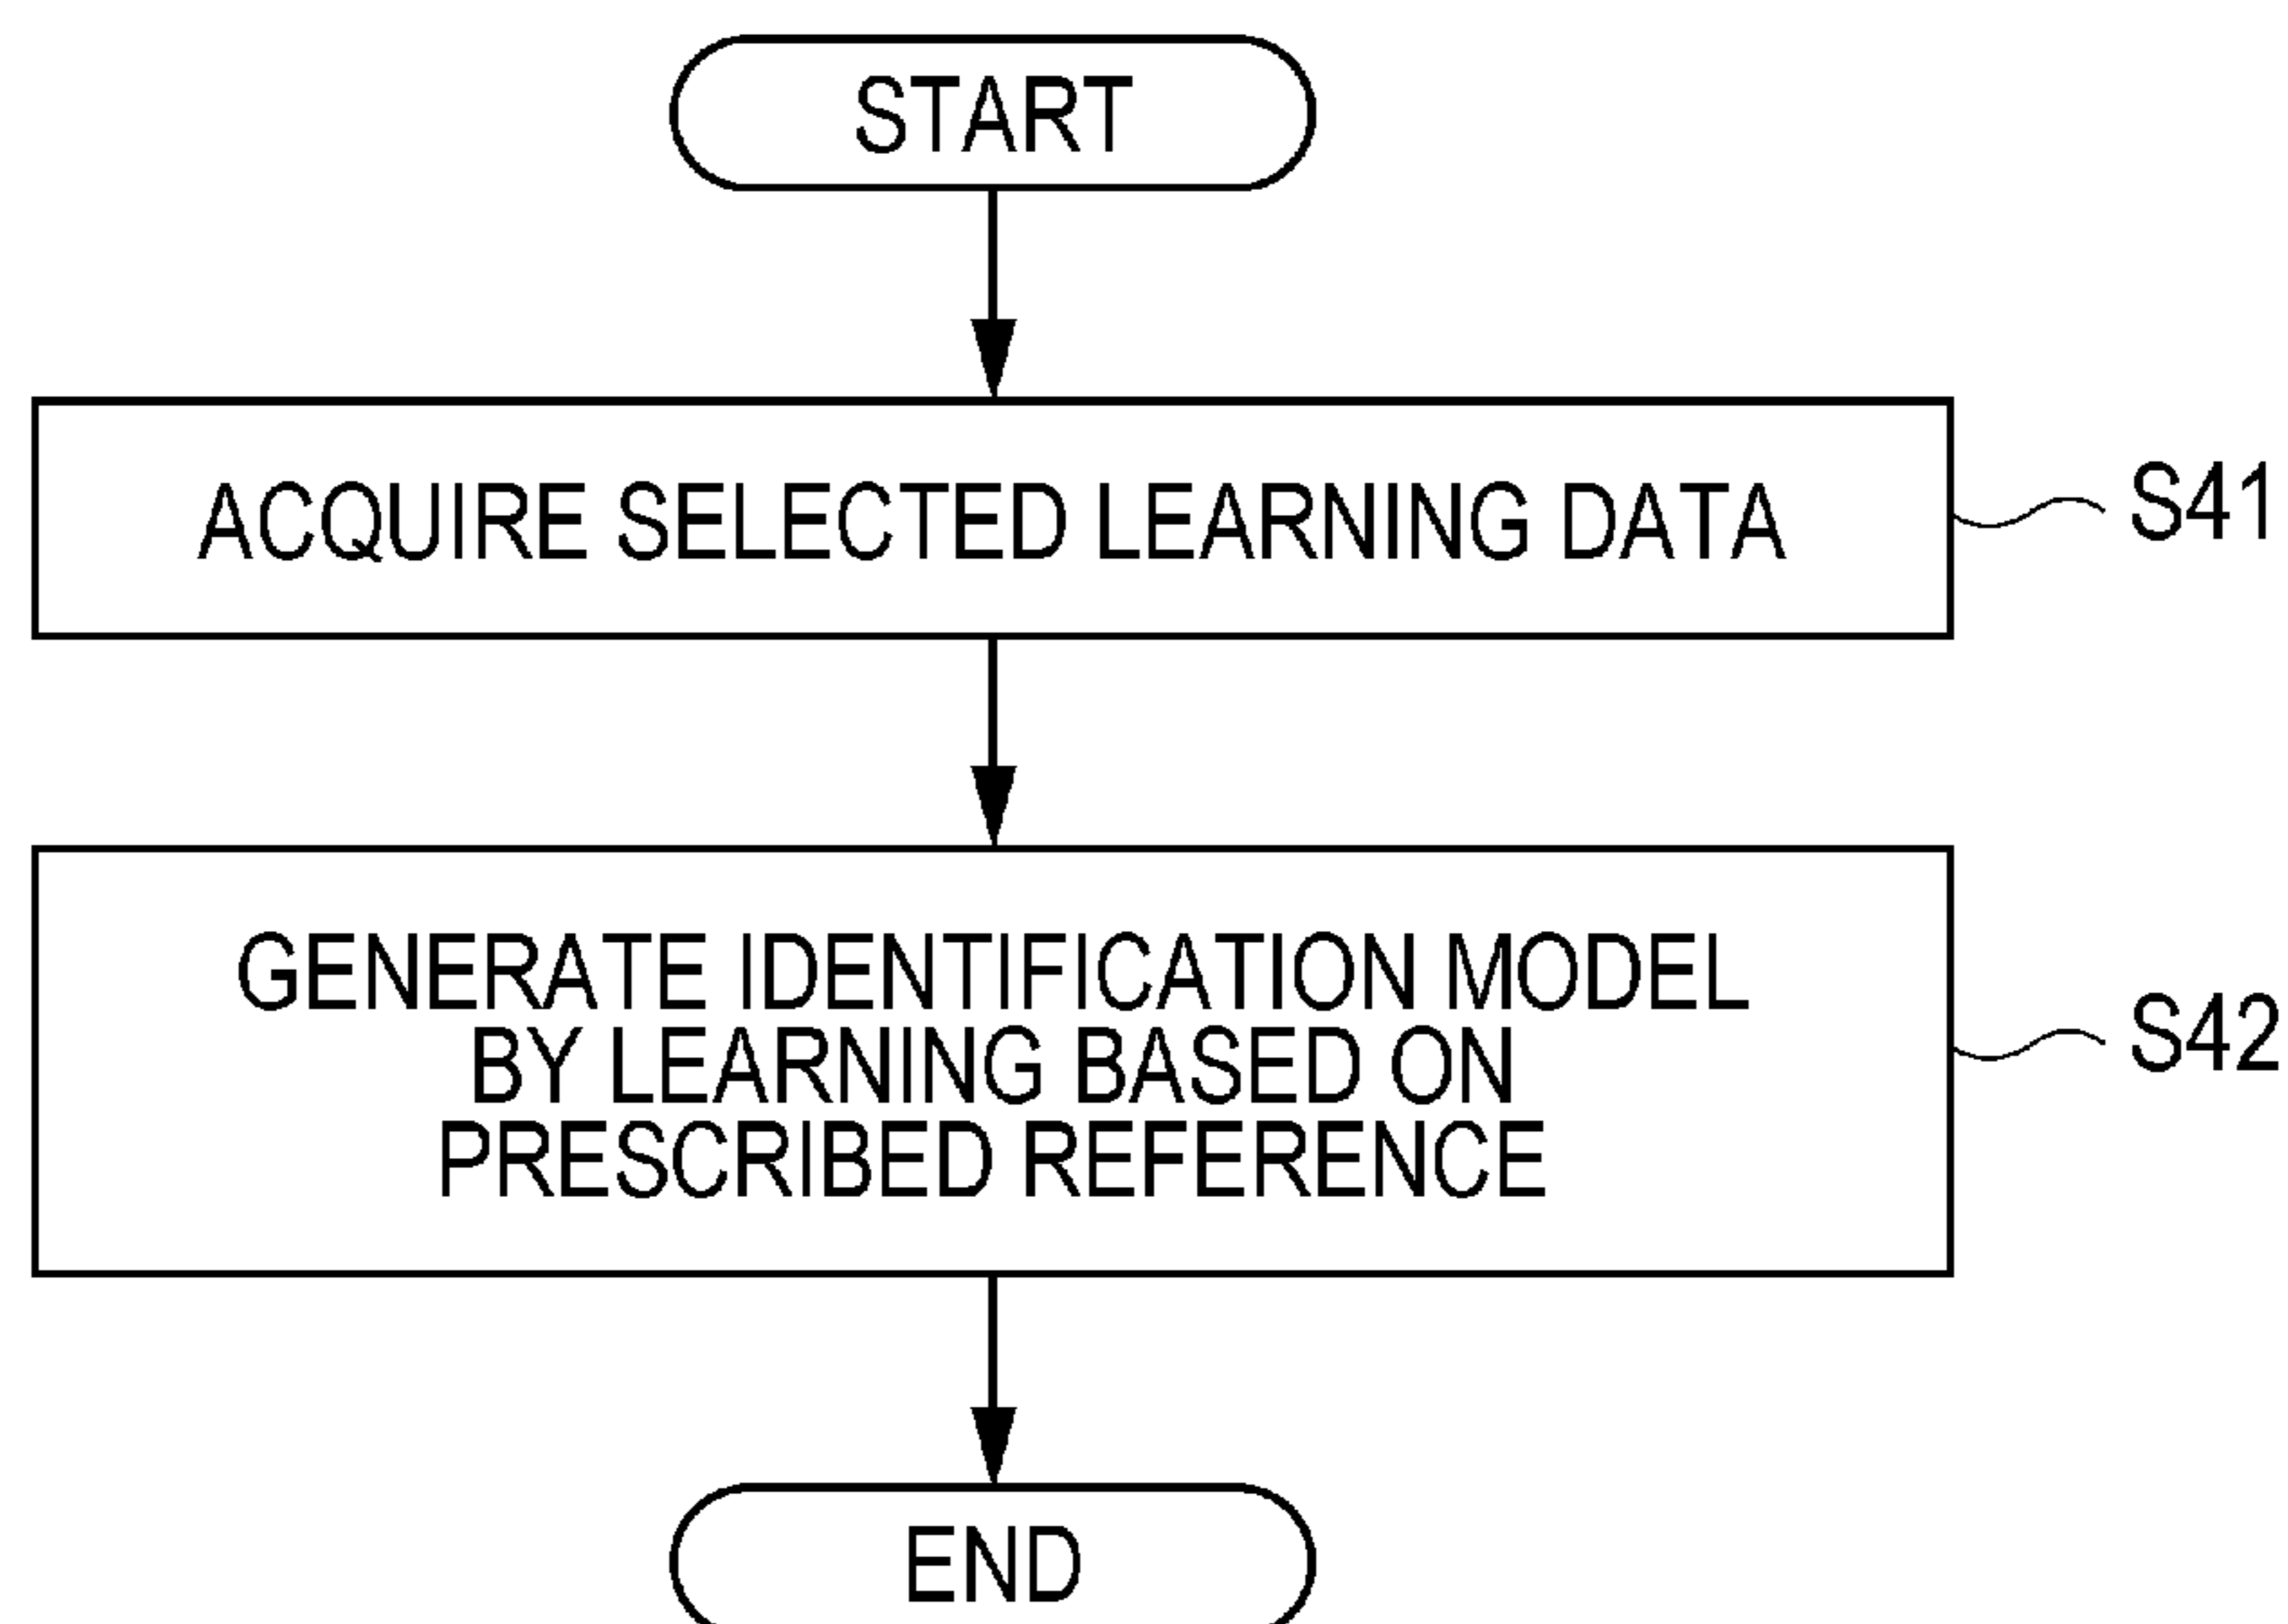 START
ACQUIRE SELECTED LEARNING DATA
S41
GENERATE IDENTIFICATION MODEL
BY LEARNING BASED ON
PRESCRIBED REFERENCE
S42
END